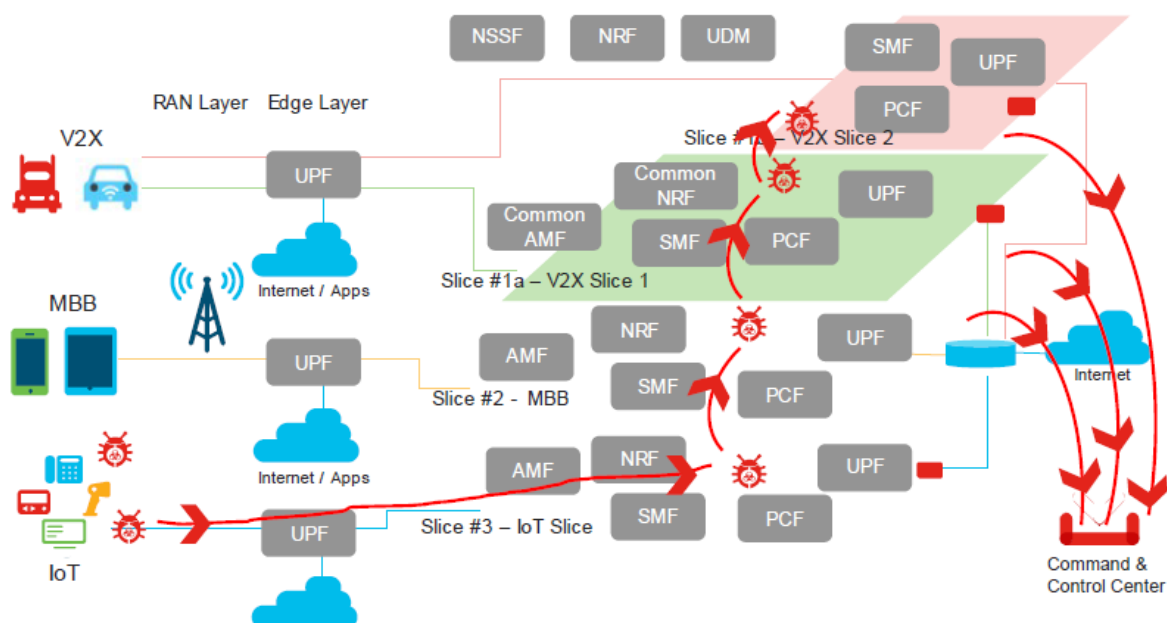 NSSF
NRF
UDM
SMF
UPF
PCF
RAN Layer Edge Layer
V2X
UPF
Slice #1b – V2X Slice 2
Common
NRF
UPF
Common
AMF
SMF
PCF
Internet / Apps
Slice #1a – V2X Slice 1
MBB
NRF
UPF
AMF
UPF
SMF
PCF
Internet
Slice #2 - MBB
Internet / Apps
NRF
AMF
UPF
SMF
PCF
Slice #3 – IoT Slice
UPF
IoT
Command &
Control Center